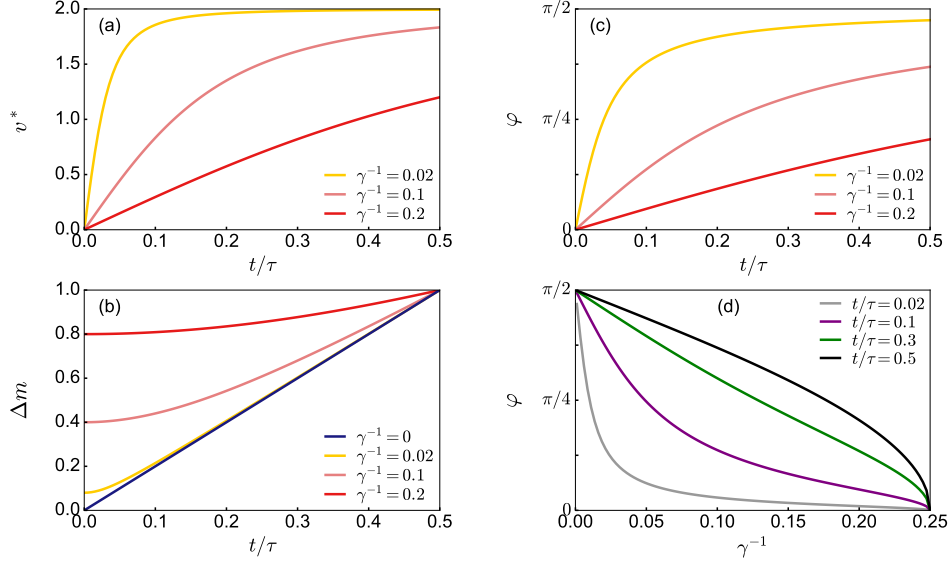 (a)
v*
2.0
1.5
1.0
0.5
0.0
0.0 0.1 0.2 0.3 0.4 0.5
t/τ
γ⁻¹ = 0.02
γ⁻¹ = 0.1
γ⁻¹ = 0.2
(c)
φ
π/2
π/4
0
0.0 0.1 0.2 0.3 0.4 0.5
t/τ
γ⁻¹ = 0.02
γ⁻¹ = 0.1
γ⁻¹ = 0.2
(b)
Δm
1.0
0.8
0.6
0.4
0.2
0.0
0.0 0.1 0.2 0.3 0.4 0.5
t/τ
γ⁻¹ = 0
γ⁻¹ = 0.02
γ⁻¹ = 0.1
γ⁻¹ = 0.2
(d)
φ
π/2
π/4
0
0.00 0.05 0.10 0.15 0.20 0.25
γ⁻¹
t/τ = 0.02
t/τ = 0.1
t/τ = 0.3
t/τ = 0.5